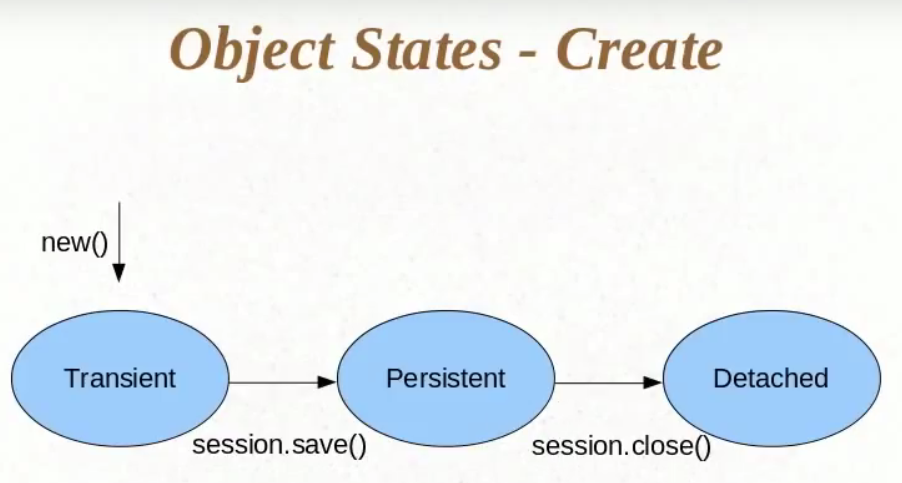 Object States - Create
new()
Transient
Persistent
Detached
session.save()
session.close()